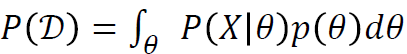 P(𝒟) = ∫_θ P(X|θ)p(θ)dθ